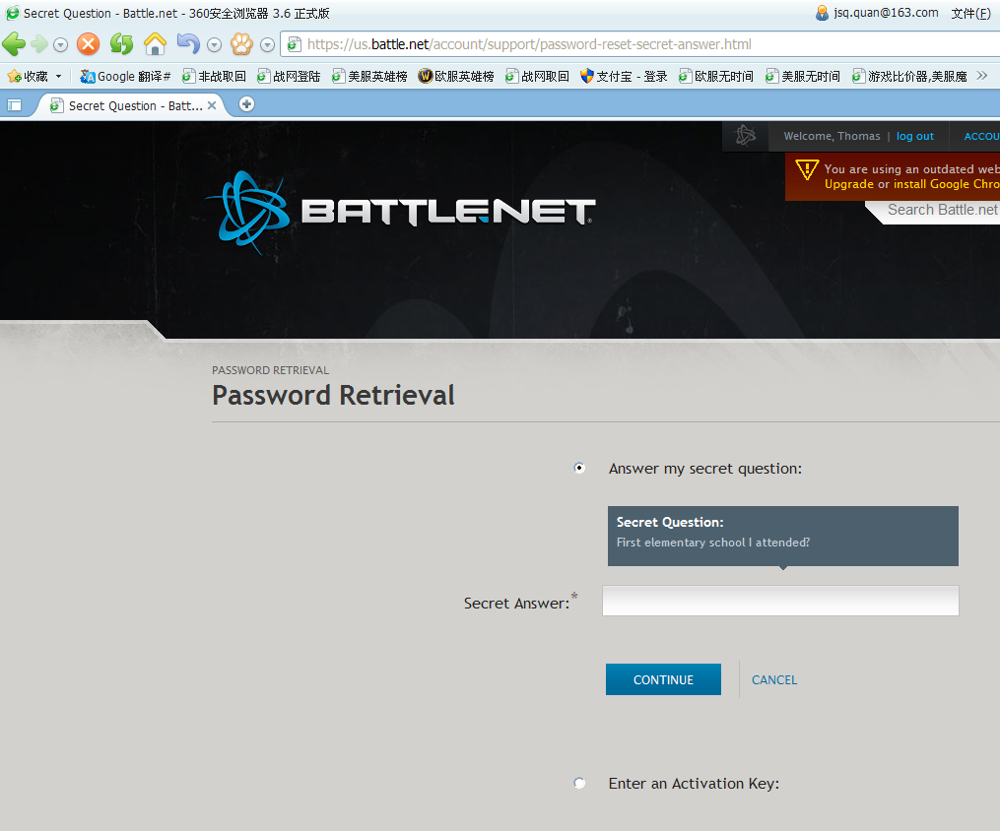 Secret Question - Battle.net - 360安全浏览器 3.6 正式版
jsq.quan@163.com 文件(F)
https://us.battle.net/account/support/password-reset-secret-answer.html
收藏 Google 翻译# 非战取回 战网登陆 美服英雄榜 欧服英雄榜 战网取回 支付宝 - 登录 欧服无时间 美服无时间 游戏比价器,美服魔
Secret Question - Batt...
Welcome, Thomas | log out ACCOU
You are using an outdated web
Upgrade or install Google Chro
Search Battle.net
BATTLE.NET
PASSWORD RETRIEVAL
Password Retrieval
Answer my secret question:
Secret Question:
First elementary school I attended?
Secret Answer:*
CONTINUE CANCEL
Enter an Activation Key: